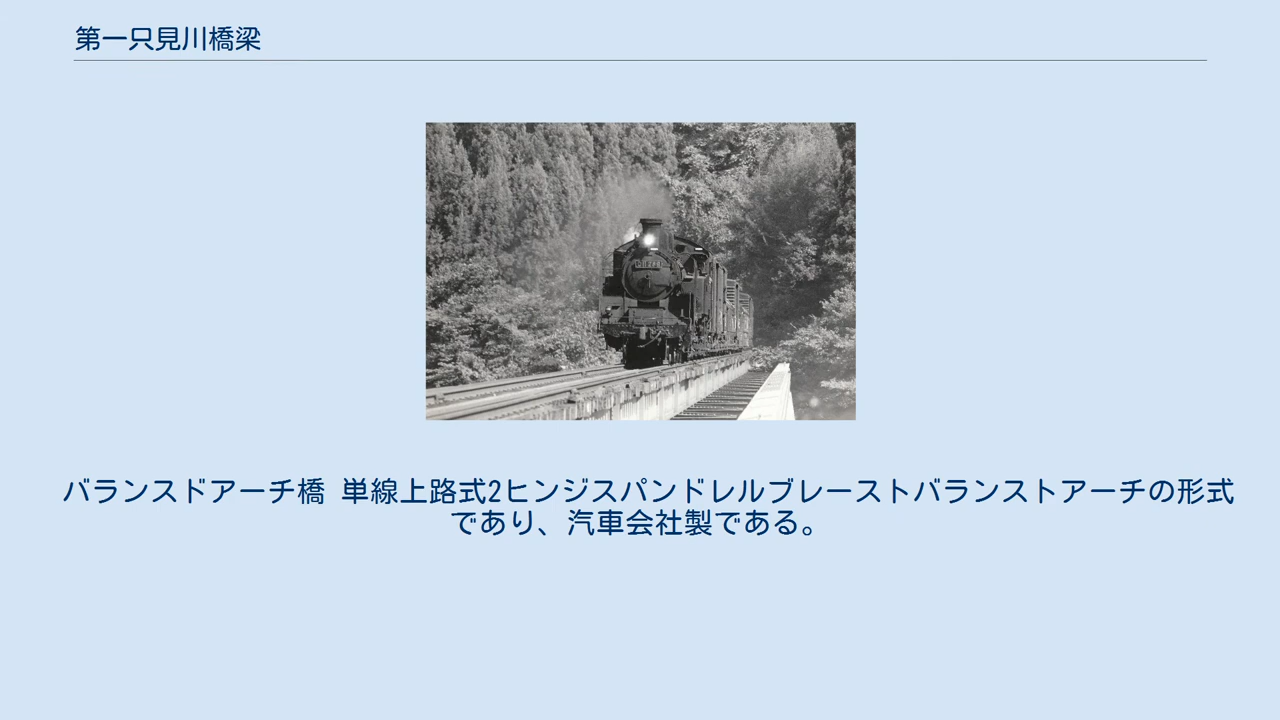 第一只見川橋梁
バランスドアーチ橋 単線上路式2ヒンジスパンドレルブレーストバランストアーチの形式
であり、汽車会社製である。